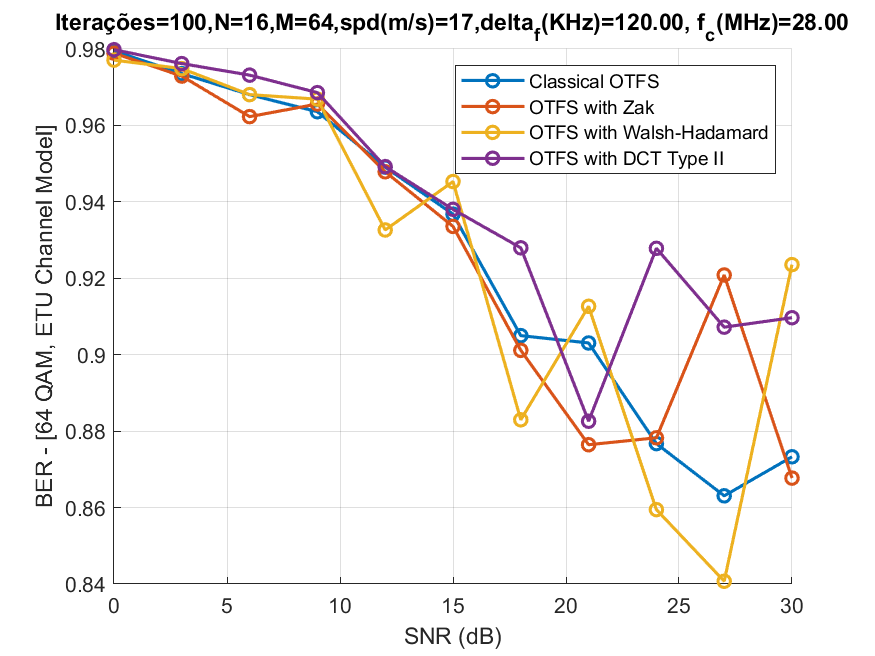 Iterações=100,N=16,M=64,spd(m/s)=17,delta_f(KHz)=120.00, f_c(MHz)=28.00
0.98
0.96
0.94
0.92
0.9
0.88
0.86
0.84
BER - [64 QAM, ETU Channel Model]
Classical OTFS
OTFS with Zak
OTFS with Walsh-Hadamard
OTFS with DCT Type II
0 5 10 15 20 25 30
SNR (dB)